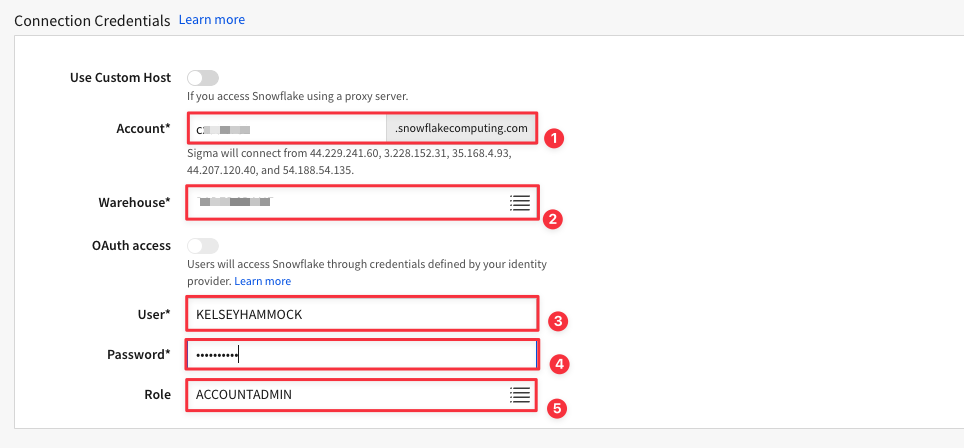 Connection Credentials Learn more
Use Custom Host
If you access Snowflake using a proxy server.
Account* .snowflakecomputing.com 1
Sigma will connect from 44.229.241.60, 3.228.152.31, 35.168.4.93,
44.207.120.40, and 54.188.54.135.
Warehouse* 2
OAuth access
Users will access Snowflake through credentials defined by your identity
provider. Learn more
User* KELSEYHAMMOCK 3
Password* •••••••••• 4
Role ACCOUNTADMIN 5